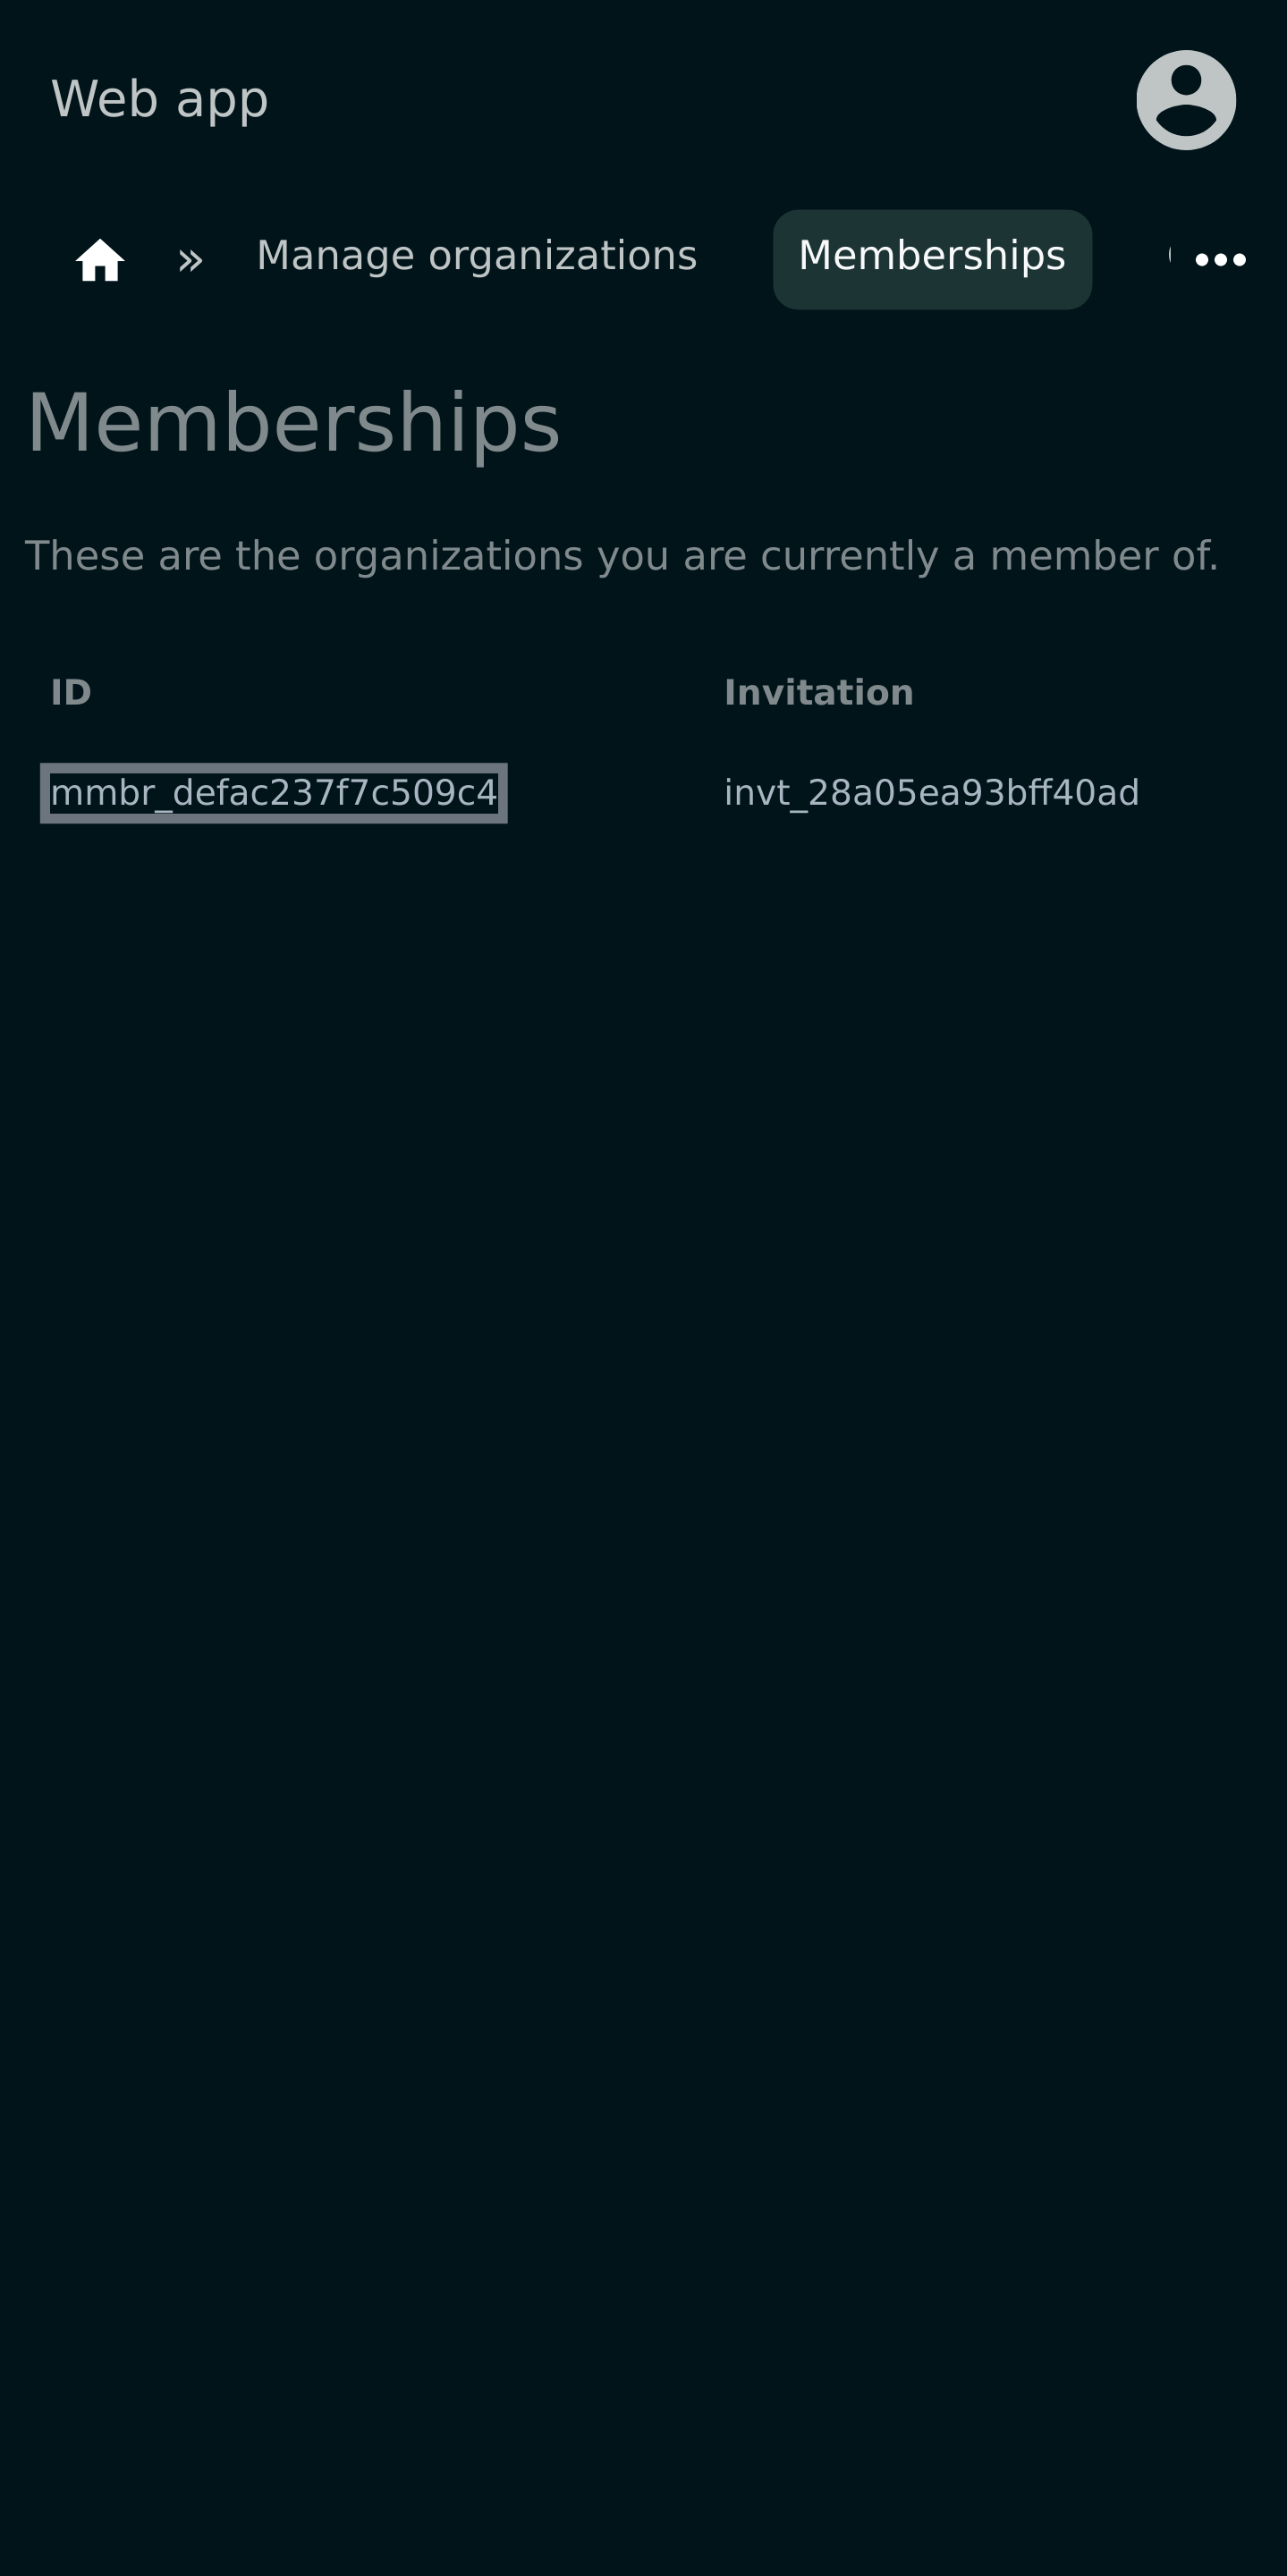 Web app
» Manage organizations Memberships
Memberships
These are the organizations you are currently a member of.
ID Invitation
mmbr_defac237f7c509c4 invt_28a05ea93bff40ad